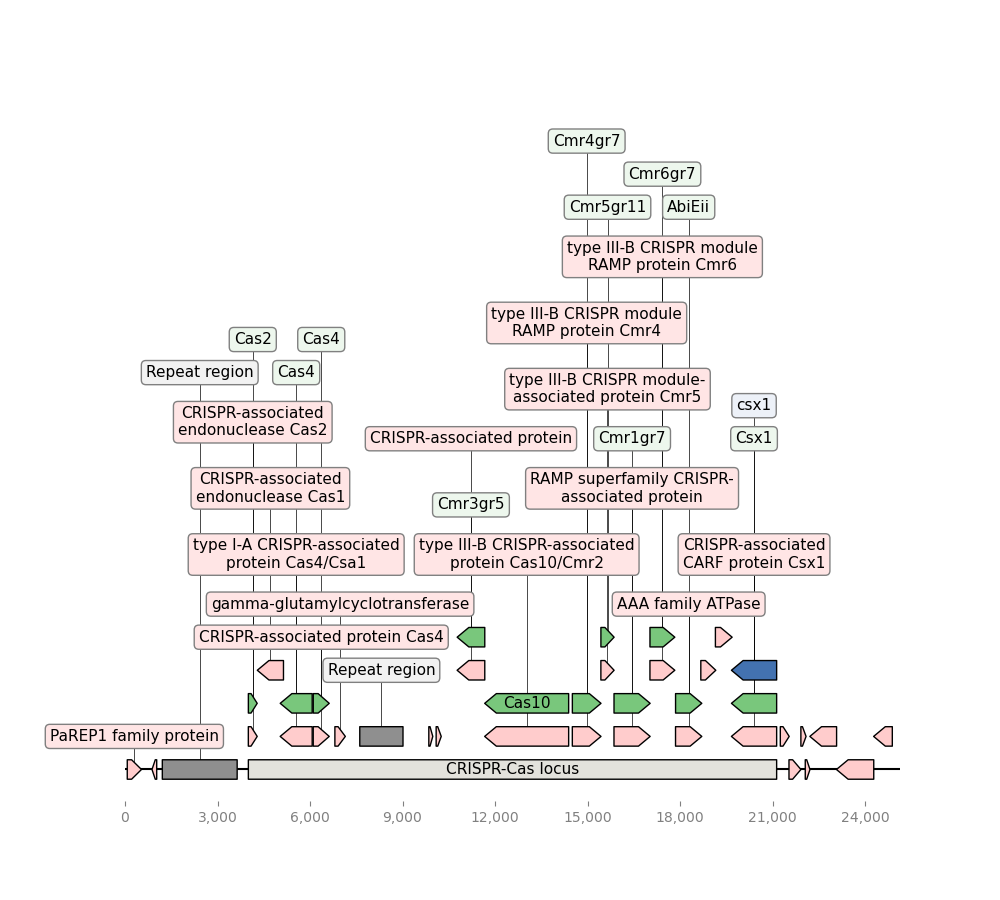 Cmr4gr7
Cmr6gr7
Cmr5gr11
AbiEii
type III-B CRISPR module
RAMP protein Cmr6
type III-B CRISPR module
RAMP protein Cmr4
Cas2
Cas4
Repeat region
Cas4
type III-B CRISPR module-
associated protein Cmr5
csx1
CRISPR-associated
endonuclease Cas2
CRISPR-associated protein
Cmr1gr7
Csx1
CRISPR-associated
endonuclease Cas1
RAMP superfamily CRISPR-
associated protein
Cmr3gr5
type I-A CRISPR-associated
protein Cas4/Csa1
type III-B CRISPR-associated
protein Cas10/Cmr2
CRISPR-associated
CARF protein Csx1
gamma-glutamylcyclotransferase
AAA family ATPase
CRISPR-associated protein Cas4
Repeat region
Cas10
PaREP1 family protein
CRISPR-Cas locus
0
3,000
6,000
9,000
12,000
15,000
18,000
21,000
24,000